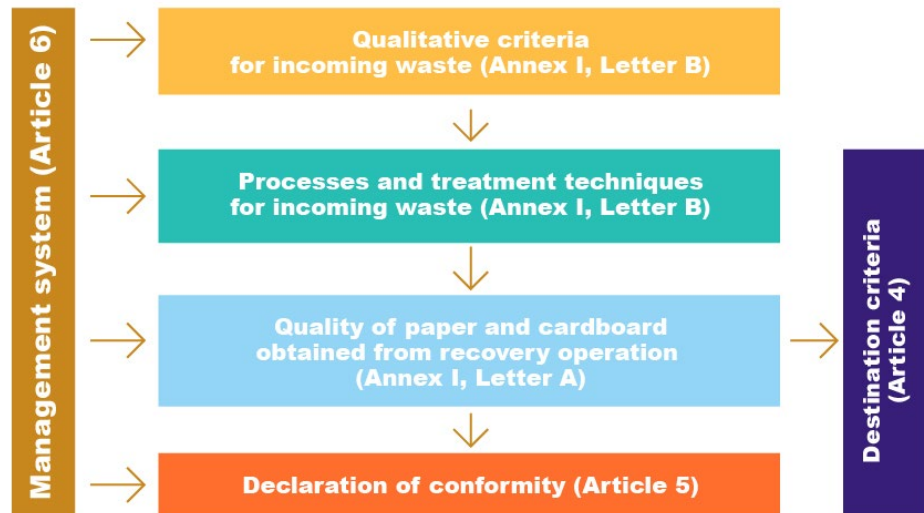 Management system (Article 6)
Qualitative criteria
for incoming waste (Annex I, Letter B)
Processes and treatment techniques
for incoming waste (Annex I, Letter B)
Quality of paper and cardboard
obtained from recovery operation
(Annex I, Letter A)
Declaration of conformity (Article 5)
Destination criteria
(Article 4)